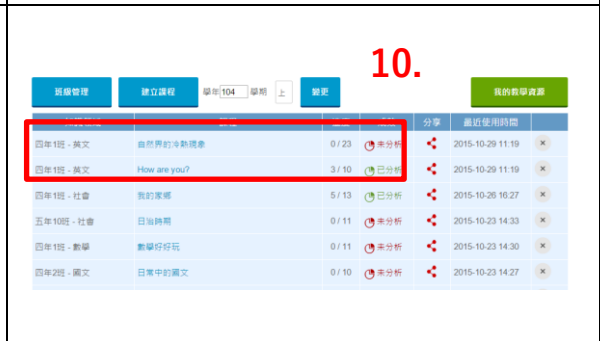 10.
班級管理 建立課程 學年 104 學期 上 變更 我的教學資源
分享 最近使用時間
四年1班 - 英文 自然界的冷熱現象 0 / 23 未分析 2015-10-29 11:19 ×
四年1班 - 英文 How are you? 3 / 10 已分析 2015-10-29 11:19 ×
四年1班 - 社會 我的家鄉 5 / 13 已分析 2015-10-26 16:27 ×
五年10班 - 社會 日治時期 0 / 11 未分析 2015-10-23 14:33 ×
四年1班 - 數學 數學好好玩 0 / 11 未分析 2015-10-23 14:30 ×
四年2班 - 國文 日常中的國文 0 / 10 未分析 2015-10-23 14:27 ×